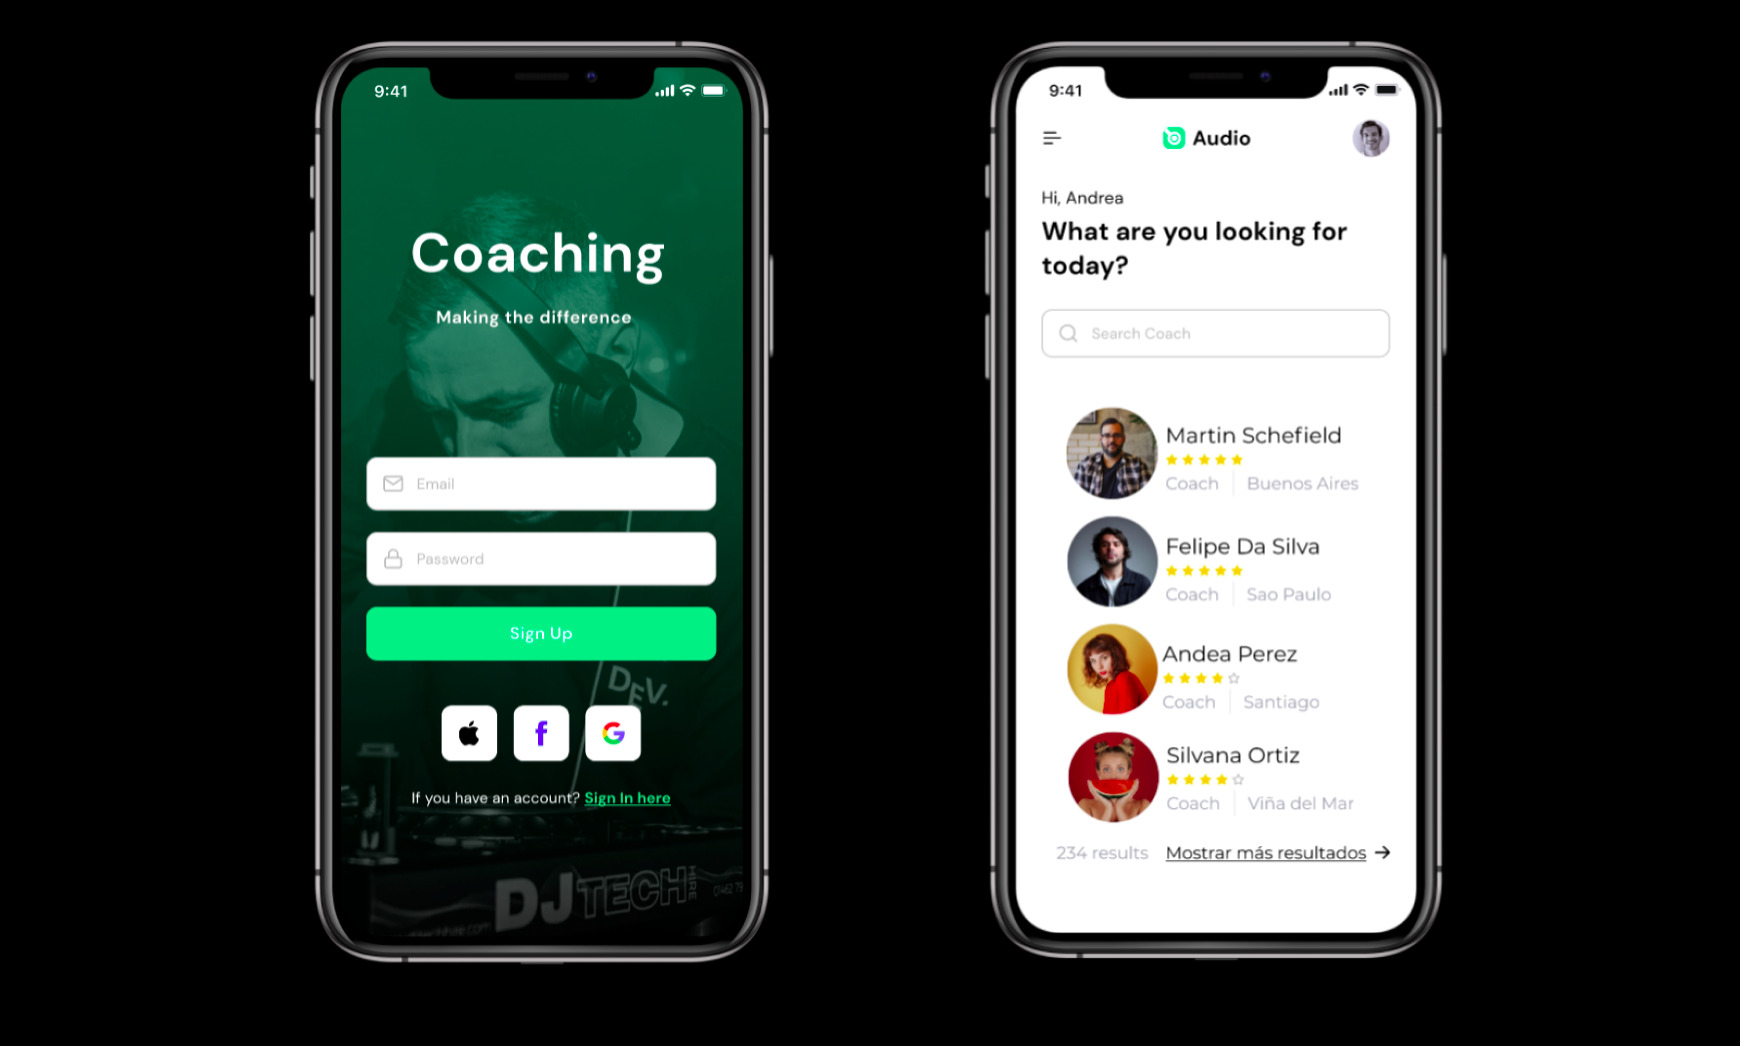 9:41
Coaching
Making the difference
Email
Password
Sign Up
DEV.
If you have an account? Sign In here
DJTECH
HIRE
9:41
Audio
Hi, Andrea
What are you looking for
today?
Search Coach
Martin Schefield
Coach Buenos Aires
Felipe Da Silva
Coach Sao Paulo
Andea Perez
Coach Santiago
Silvana Ortiz
Coach Viña del Mar
234 results Mostrar más resultados →